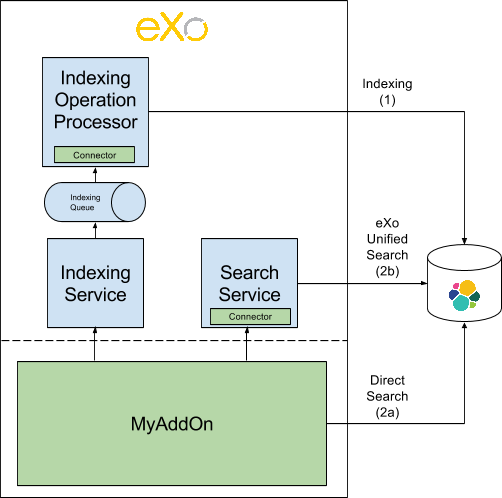 eXo
Indexing
Operation
Processor
Connector
Indexing
(1)
Indexing
Queue
eXo
Unified
Search
(2b)
Indexing
Service
Search
Service
Connector
Direct
Search
(2a)
MyAddOn